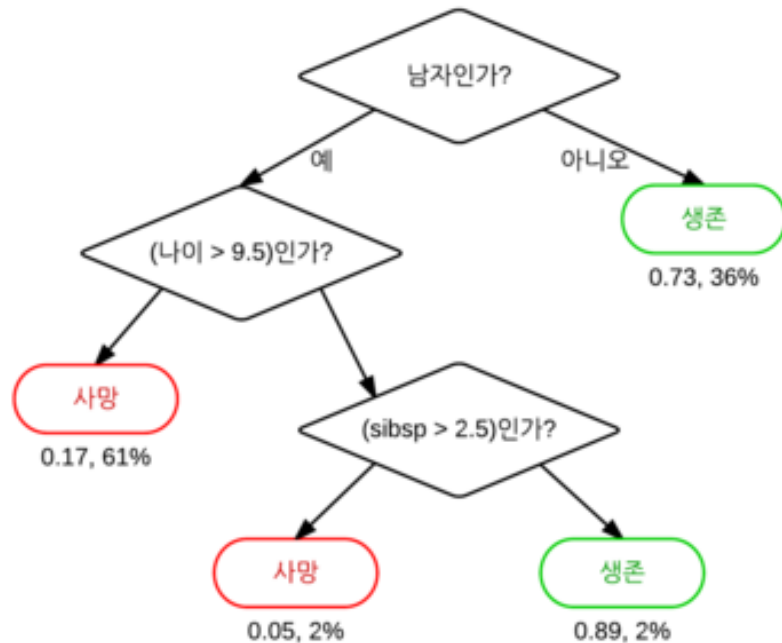 남자인가?
예
아니오
생존
0.73, 36%
(나이 > 9.5)인가?
사망
0.17, 61%
(sibsp > 2.5)인가?
사망
0.05, 2%
생존
0.89, 2%